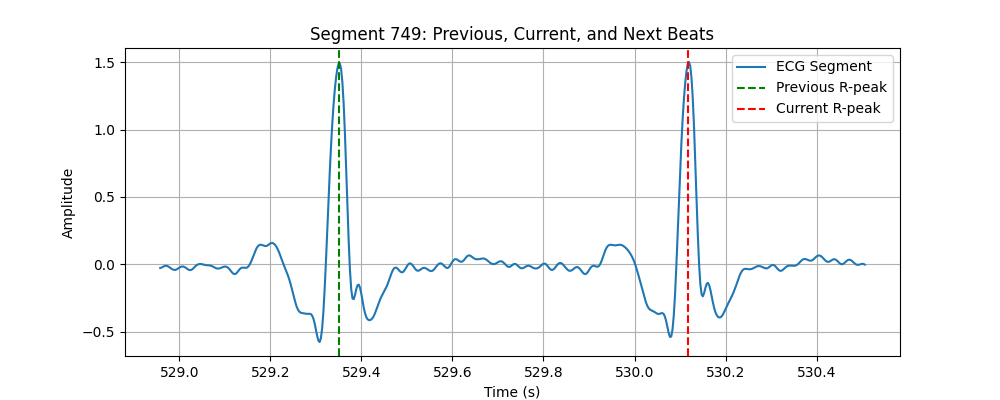 Segment 749: Previous, Current, and Next Beats
ECG Segment
Previous R-peak
Current R-peak
1.5
1.0
0.5
0.0
−0.5
Amplitude
529.0 529.2 529.4 529.6 529.8 530.0 530.2 530.4
Time (s)